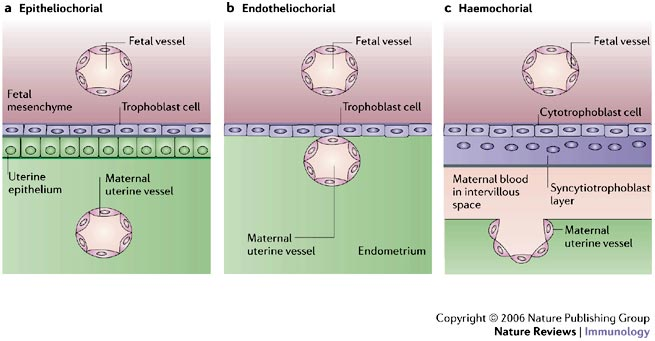 a Epitheliochorial
Fetal vessel
Fetal
mesenchyme
Trophoblast cell
Uterine
epithelium
Maternal
uterine vessel
b Endotheliochorial
Fetal vessel
Trophoblast cell
Maternal
uterine vessel
Endometrium
c Haemochorial
Fetal vessel
Cytotrophoblast cell
Maternal blood
in intervillous
space
Syncytiotrophoblast
layer
Maternal
uterine vessel
Copyright © 2006 Nature Publishing Group
Nature Reviews | Immunology